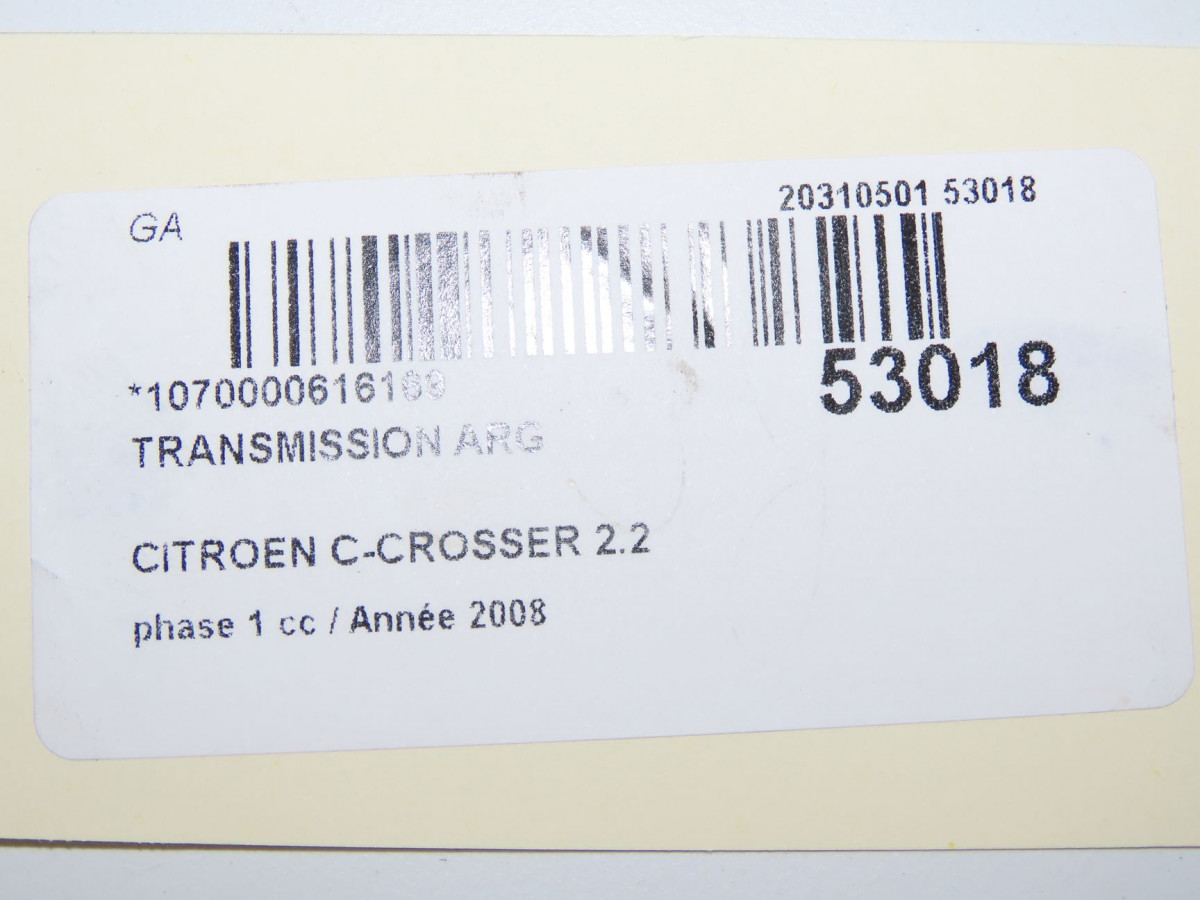 GA
20310501 53018
*1070000616169
53018
TRANSMISSION ARG
CITROEN C-CROSSER 2.2
phase 1 cc / Année 2008